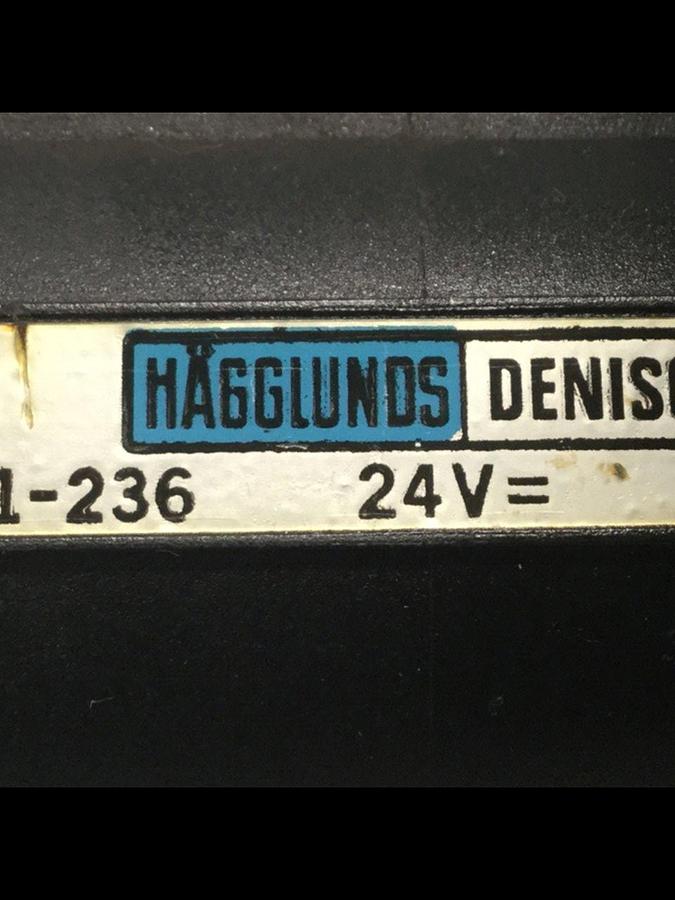 HÄGGLUNDS DENISO
1-236 24V=